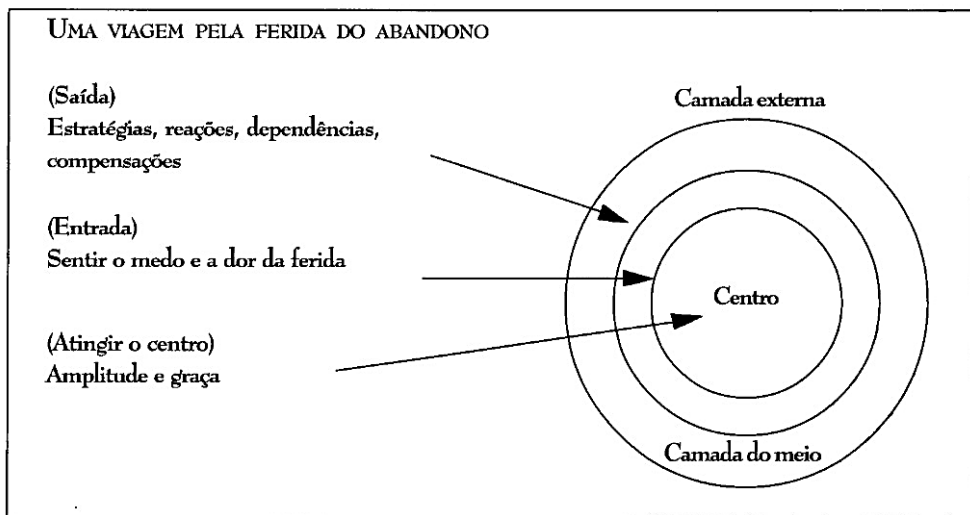 UMA VIAGEM PELA FERIDA DO ABANDONO
(Saída)
Estratégias, reações, dependências,
compensações
(Entrada)
Sentir o medo e a dor da ferida
(Atingir o centro)
Amplitude e graça
Camada externa
Centro
Camada do meio